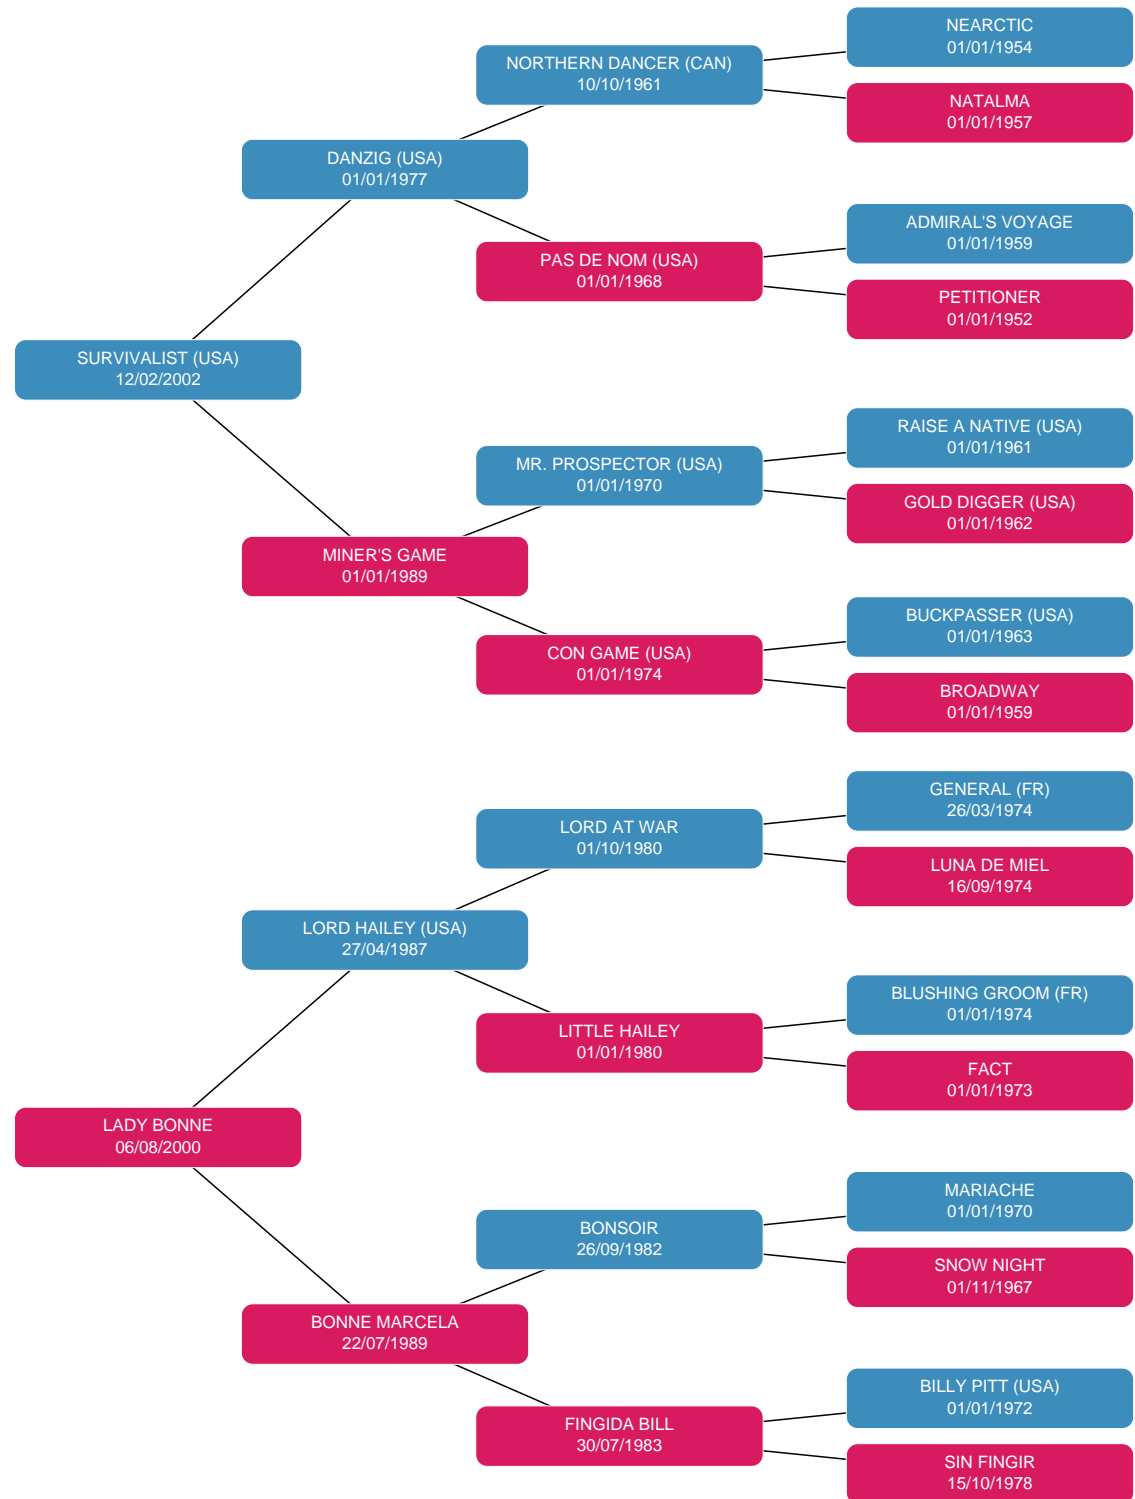 NEARCTIC
01/01/1954
NORTHERN DANCER (CAN)
10/10/1961
NATALMA
01/01/1957
DANZIG (USA)
01/01/1977
ADMIRAL'S VOYAGE
01/01/1959
PAS DE NOM (USA)
01/01/1968
PETITIONER
01/01/1952
SURVIVALIST (USA)
12/02/2002
RAISE A NATIVE (USA)
01/01/1961
MR. PROSPECTOR (USA)
01/01/1970
GOLD DIGGER (USA)
01/01/1962
MINER'S GAME
01/01/1989
BUCKPASSER (USA)
01/01/1963
CON GAME (USA)
01/01/1974
BROADWAY
01/01/1959
GENERAL (FR)
26/03/1974
LORD AT WAR
01/10/1980
LUNA DE MIEL
16/09/1974
LORD HAILEY (USA)
27/04/1987
BLUSHING GROOM (FR)
01/01/1974
LITTLE HAILEY
01/01/1980
FACT
01/01/1973
LADY BONNE
06/08/2000
MARIACHE
01/01/1970
BONSOIR
26/09/1982
SNOW NIGHT
01/11/1967
BONNE MARCELA
22/07/1989
BILLY PITT (USA)
01/01/1972
FINGIDA BILL
30/07/1983
SIN FINGIR
15/10/1978